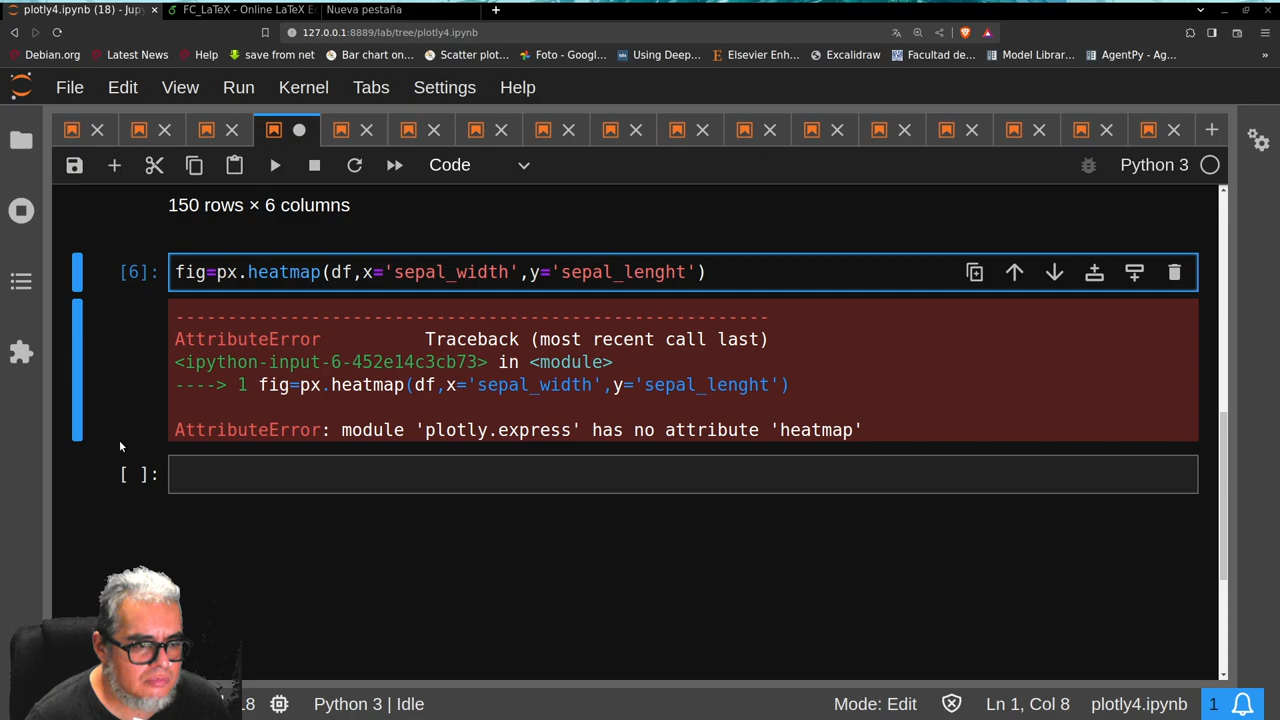 plotly4.ipynb (18) - Jupy
FC_LaTeX - Online LaTeX E
Nueva pestaña
127.0.0.1:8889/lab/tree/plotly4.ipynb
Debian.org
Latest News
Help
save from net
Bar chart on...
Scatter plot...
Foto - Googl...
Using Deep...
Elsevier Enh...
Excalidraw
Facultad de...
Model Librar...
AgentPy - Ag...
»
File Edit View Run Kernel Tabs Settings Help
Code
Python 3
150 rows × 6 columns
[6]: fig=px.heatmap(df,x='sepal_width',y='sepal_lenght')
---------------------------------------------------------
AttributeError Traceback (most recent call last)
<ipython-input-6-452e14c3cb73> in <module>
----> 1 fig=px.heatmap(df,x='sepal_width',y='sepal_lenght')
AttributeError: module 'plotly.express' has no attribute 'heatmap'
[ ]:
.8
Python 3 | Idle
Mode: Edit
Ln 1, Col 8
plotly4.ipynb
1